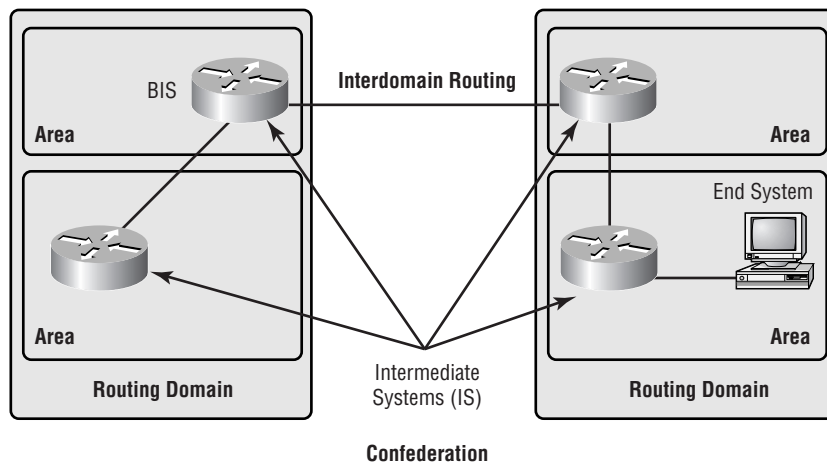 BIS
Interdomain Routing
Area
Area
End System
Area
Area
Intermediate
Systems (IS)
Routing Domain
Routing Domain
Confederation